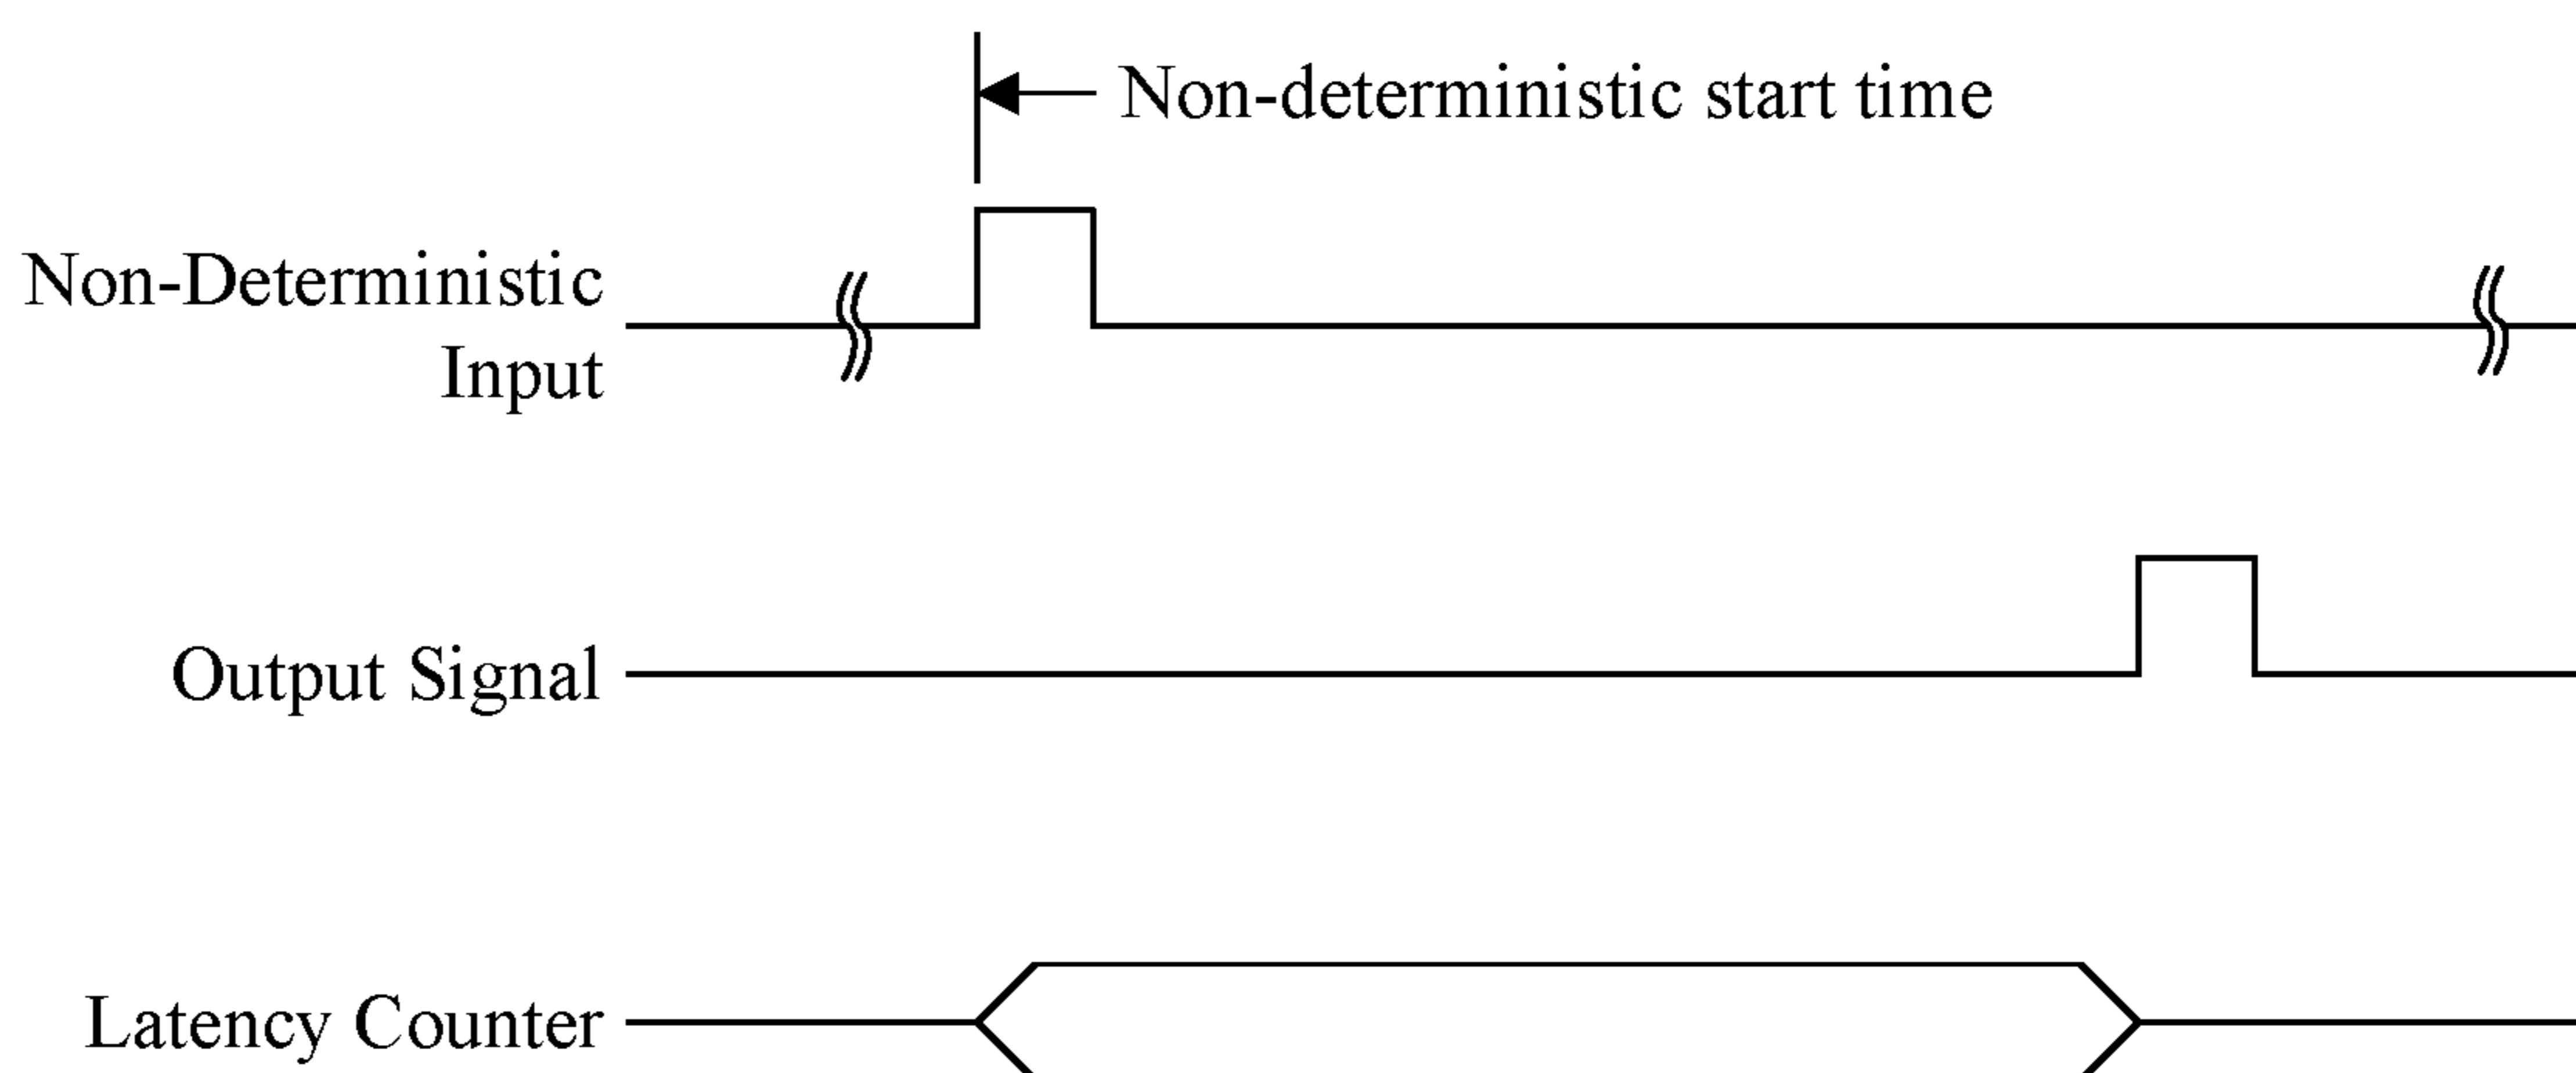 Non-deterministic start time
Non-Deterministic
Input
Output Signal
Latency Counter